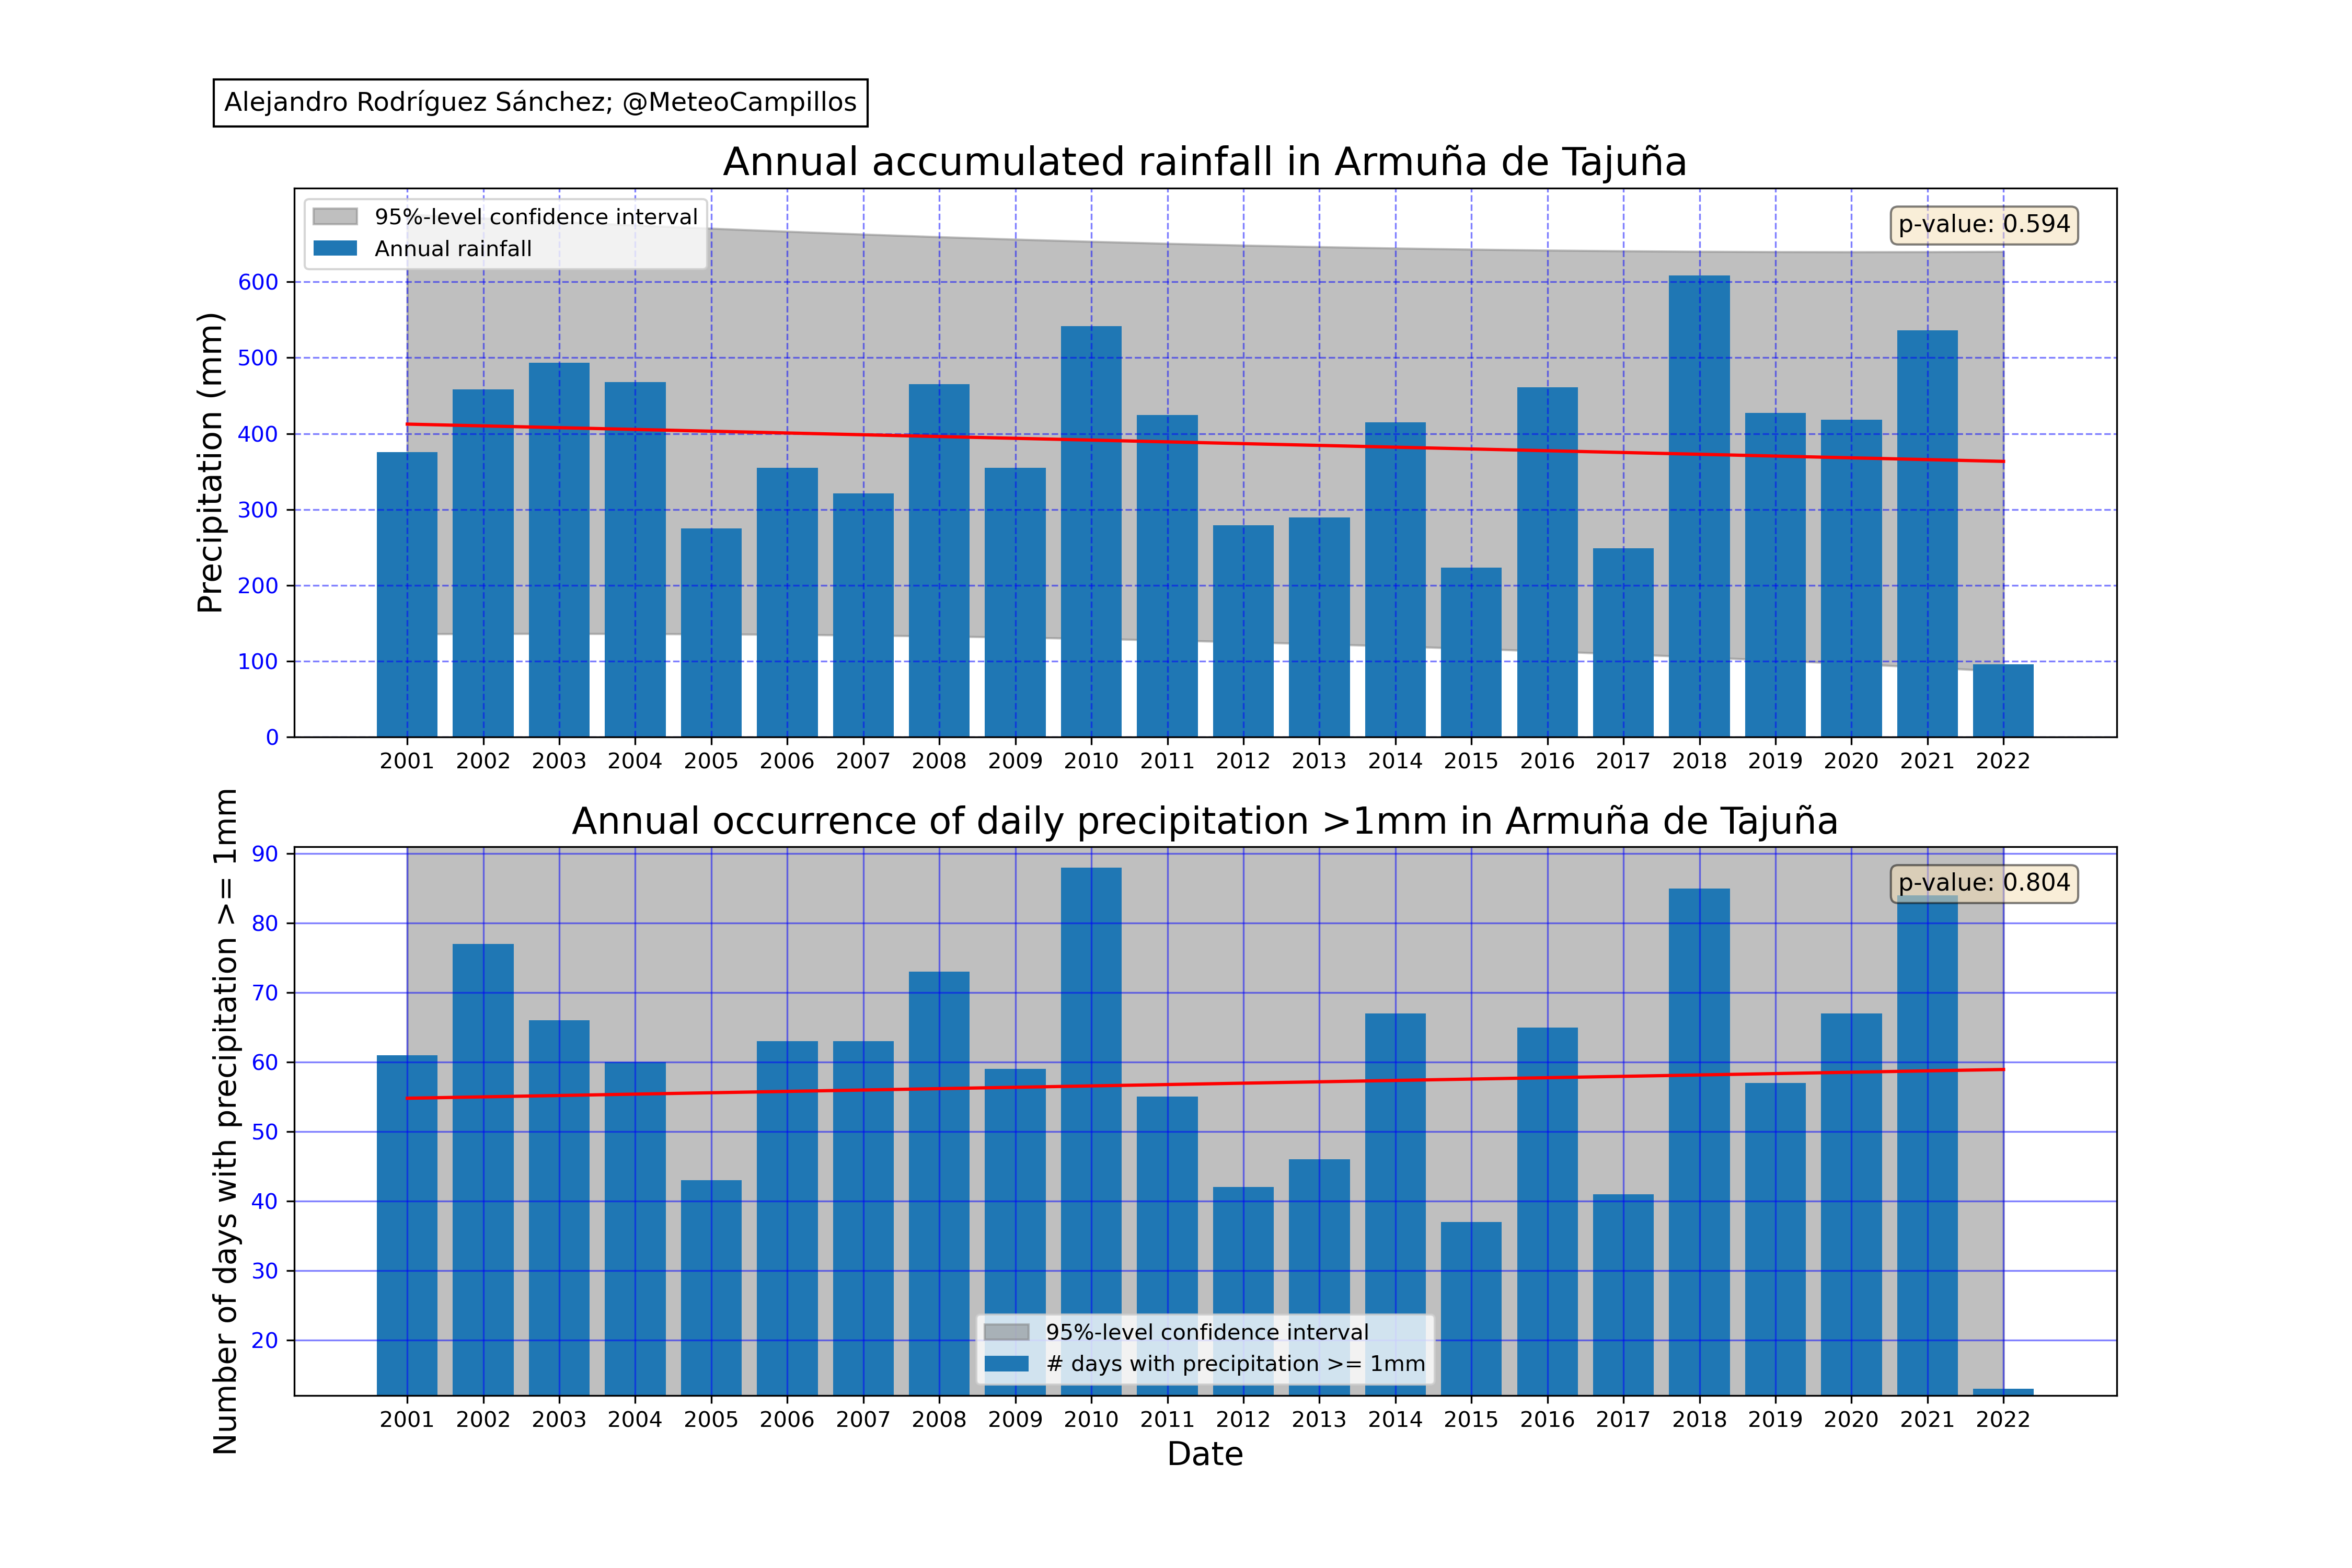 Alejandro Rodríguez Sánchez; @MeteoCampillos
Annual accumulated rainfall in Armuña de Tajuña
95%-level confidence interval
Annual rainfall
p-value: 0.594
Precipitation (mm)
600
500
400
300
200
100
0
2001 2002 2003 2004 2005 2006 2007 2008 2009 2010 2011 2012 2013 2014 2015 2016 2017 2018 2019 2020 2021 2022
Annual occurrence of daily precipitation >1mm in Armuña de Tajuña
p-value: 0.804
Number of days with precipitation >= 1mm
90
80
70
60
50
40
30
20
95%-level confidence interval
# days with precipitation >= 1mm
2001 2002 2003 2004 2005 2006 2007 2008 2009 2010 2011 2012 2013 2014 2015 2016 2017 2018 2019 2020 2021 2022
Date